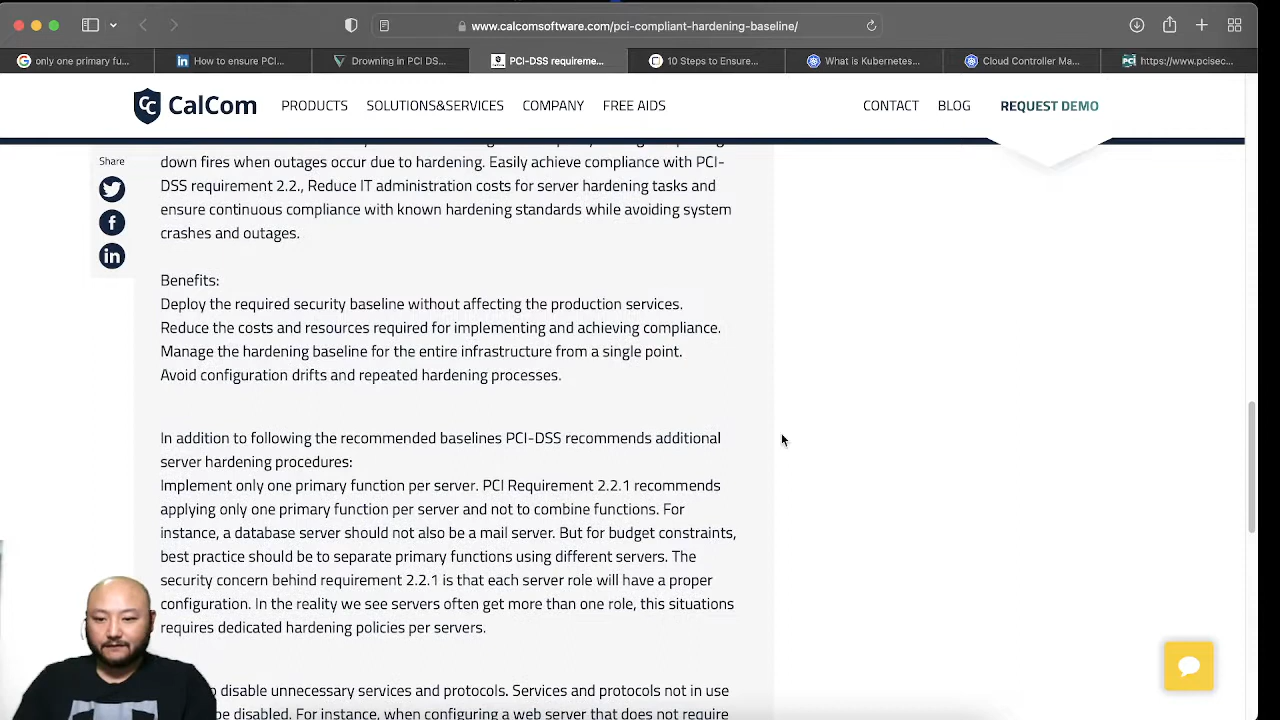 www.calcomsoftware.com/pci-compliant-hardening-baseline/
only one primary fu...
How to ensure PCI...
Drowning in PCI DS...
PCI-DSS requireme...
10 Steps to Ensure...
What is Kubernetes...
Cloud Controller Ma...
https://www.pcisec...
CalCom
PRODUCTS
SOLUTIONS&SERVICES
COMPANY
FREE AIDS
CONTACT
BLOG
REQUEST DEMO
Share
down fires when outages occur due to hardening. Easily achieve compliance with PCI-
DSS requirement 2.2., Reduce IT administration costs for server hardening tasks and
ensure continuous compliance with known hardening standards while avoiding system
crashes and outages.
Benefits:
Deploy the required security baseline without affecting the production services.
Reduce the costs and resources required for implementing and achieving compliance.
Manage the hardening baseline for the entire infrastructure from a single point.
Avoid configuration drifts and repeated hardening processes.
In addition to following the recommended baselines PCI-DSS recommends additional
server hardening procedures:
Implement only one primary function per server. PCI Requirement 2.2.1 recommends
applying only one primary function per server and not to combine functions. For
instance, a database server should not also be a mail server. But for budget constraints,
best practice should be to separate primary functions using different servers. The
security concern behind requirement 2.2.1 is that each server role will have a proper
configuration. In the reality we see servers often get more than one role, this situations
requires dedicated hardening policies per servers.
disable unnecessary services and protocols. Services and protocols not in use
be disabled. For instance, when configuring a web server that does not require